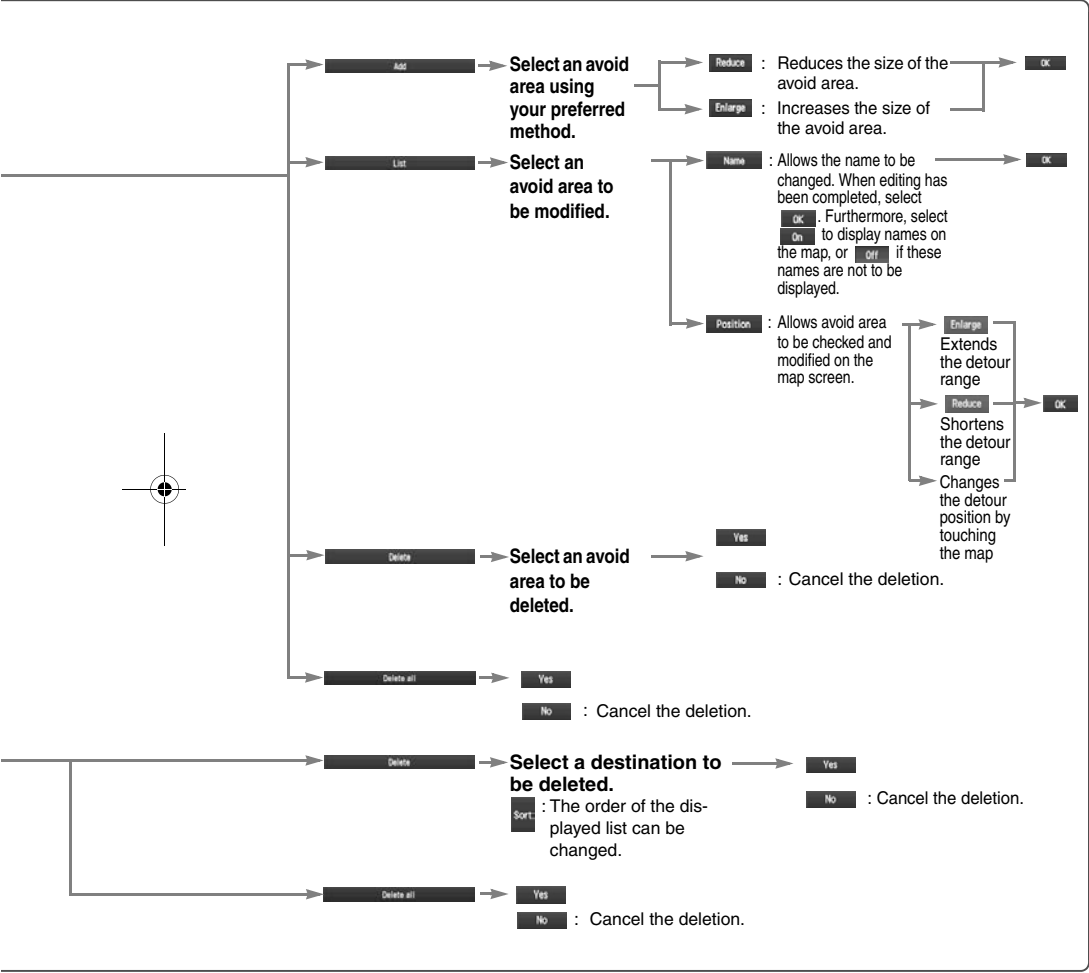 Add
Select an avoid
area using
your preferred
method.
Reduce : Reduces the size of the
avoid area.
Enlarge : Increases the size of
the avoid area.
OK
List
Select an
avoid area to
be modified.
Name : Allows the name to be
changed. When editing has
been completed, select
OK . Furthermore, select
On to display names on
the map, or Off if these
names are not to be
displayed.
OK
Position : Allows avoid area
to be checked and
modified on the
map screen.
Enlarge
Extends
the detour
range
Reduce
Shortens
the detour
range
Changes
the detour
position by
touching
the map
OK
Delete
Select an avoid
area to be
deleted.
Yes
No : Cancel the deletion.
Delete all
Yes
No : Cancel the deletion.
Delete
Select a destination to
be deleted.
Sort : The order of the dis-
played list can be
changed.
Yes
No : Cancel the deletion.
Delete all
Yes
No : Cancel the deletion.